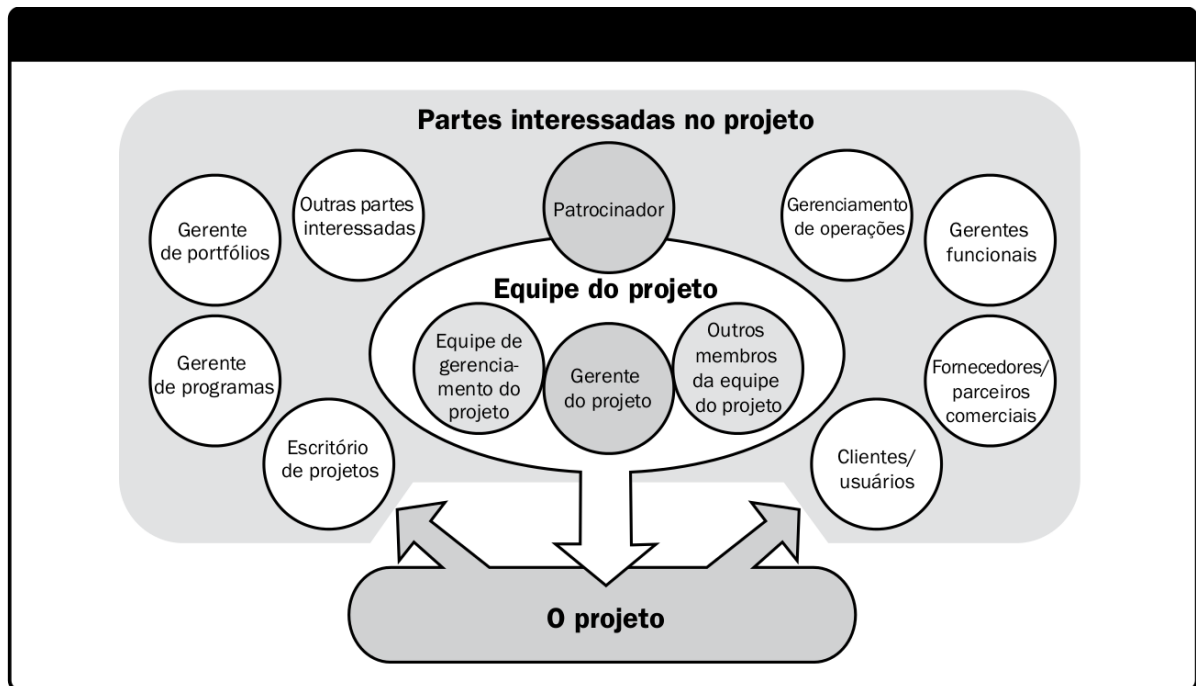 Partes interessadas no projeto
Gerente
de portfólios
Outras partes
interessadas
Patrocinador
Gerenciamento
de operações
Gerentes
funcionais
Equipe do projeto
Gerente
de programas
Equipe de
gerencia-
mento do
projeto
Gerente
do projeto
Outros
membros
da equipe
do projeto
Fornecedores/
parceiros
comerciais
Escritório
de projetos
Clientes/
usuários
O projeto